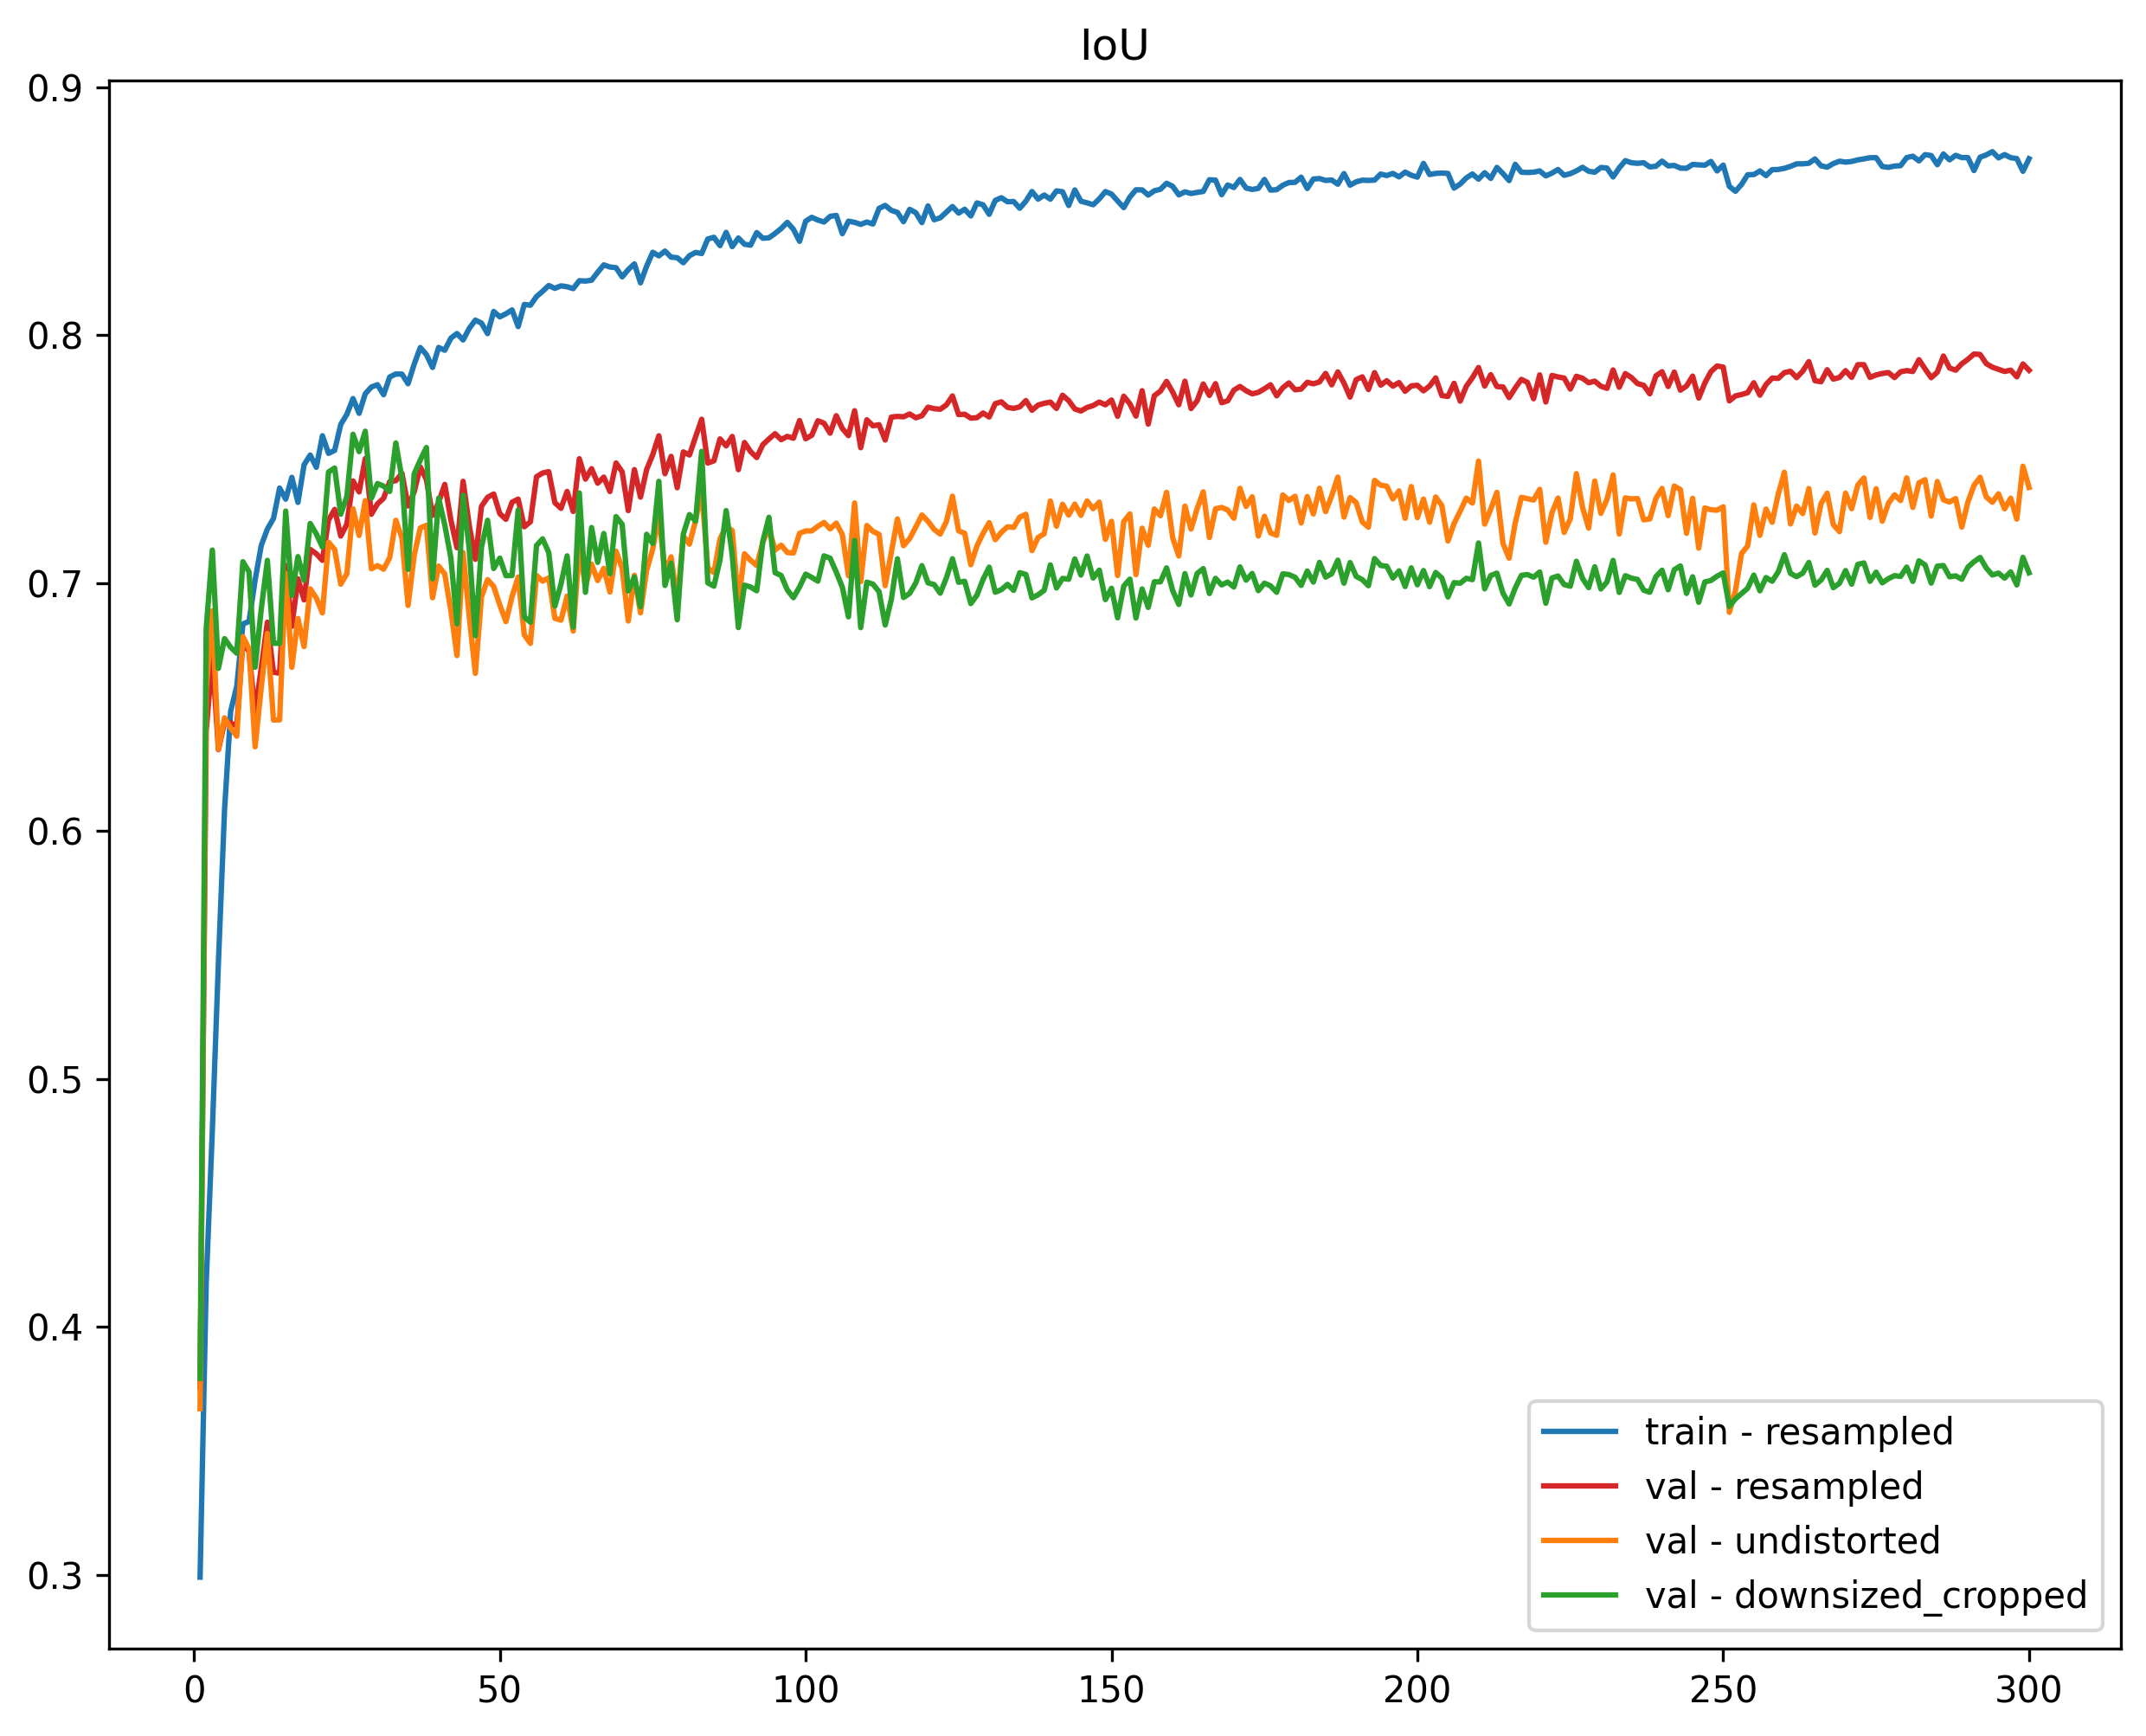 IoU
0.9
0.8
0.7
0.6
0.5
0.4
0.3
0 50 100 150 200 250 300
train - resampled
val - resampled
val - undistorted
val - downsized_cropped